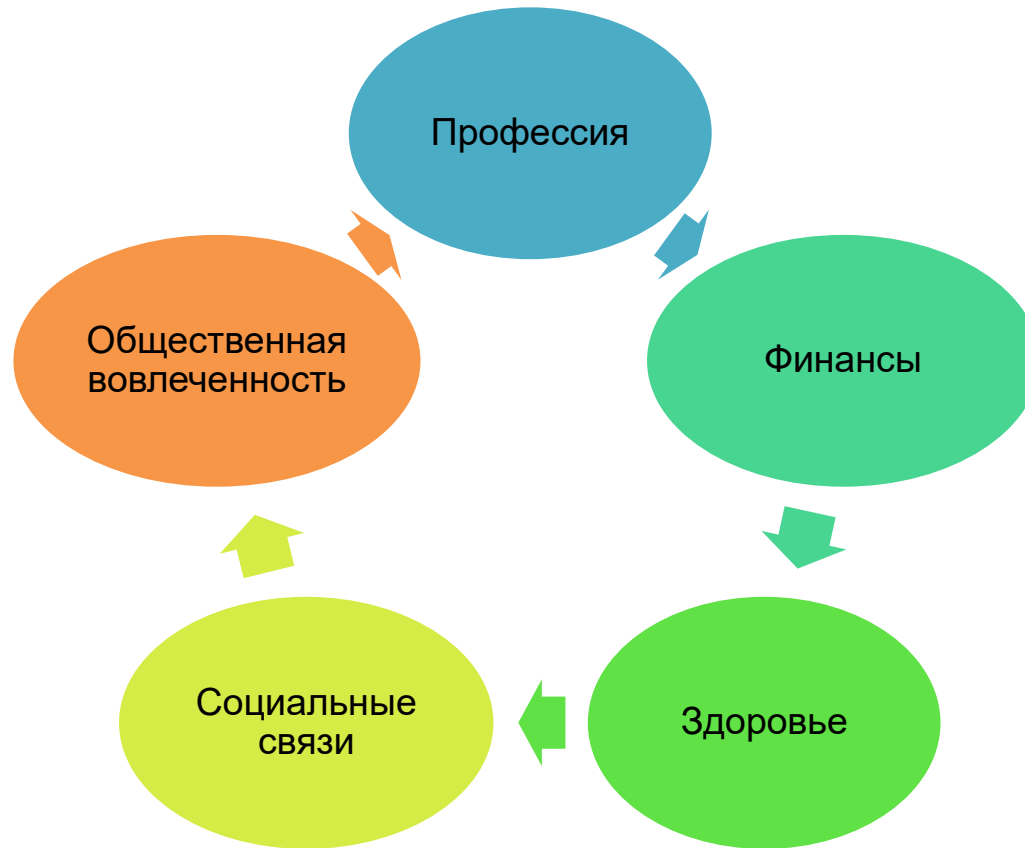 Профессия
Финансы
Здоровье
Социальные
связи
Общественная
вовлеченность